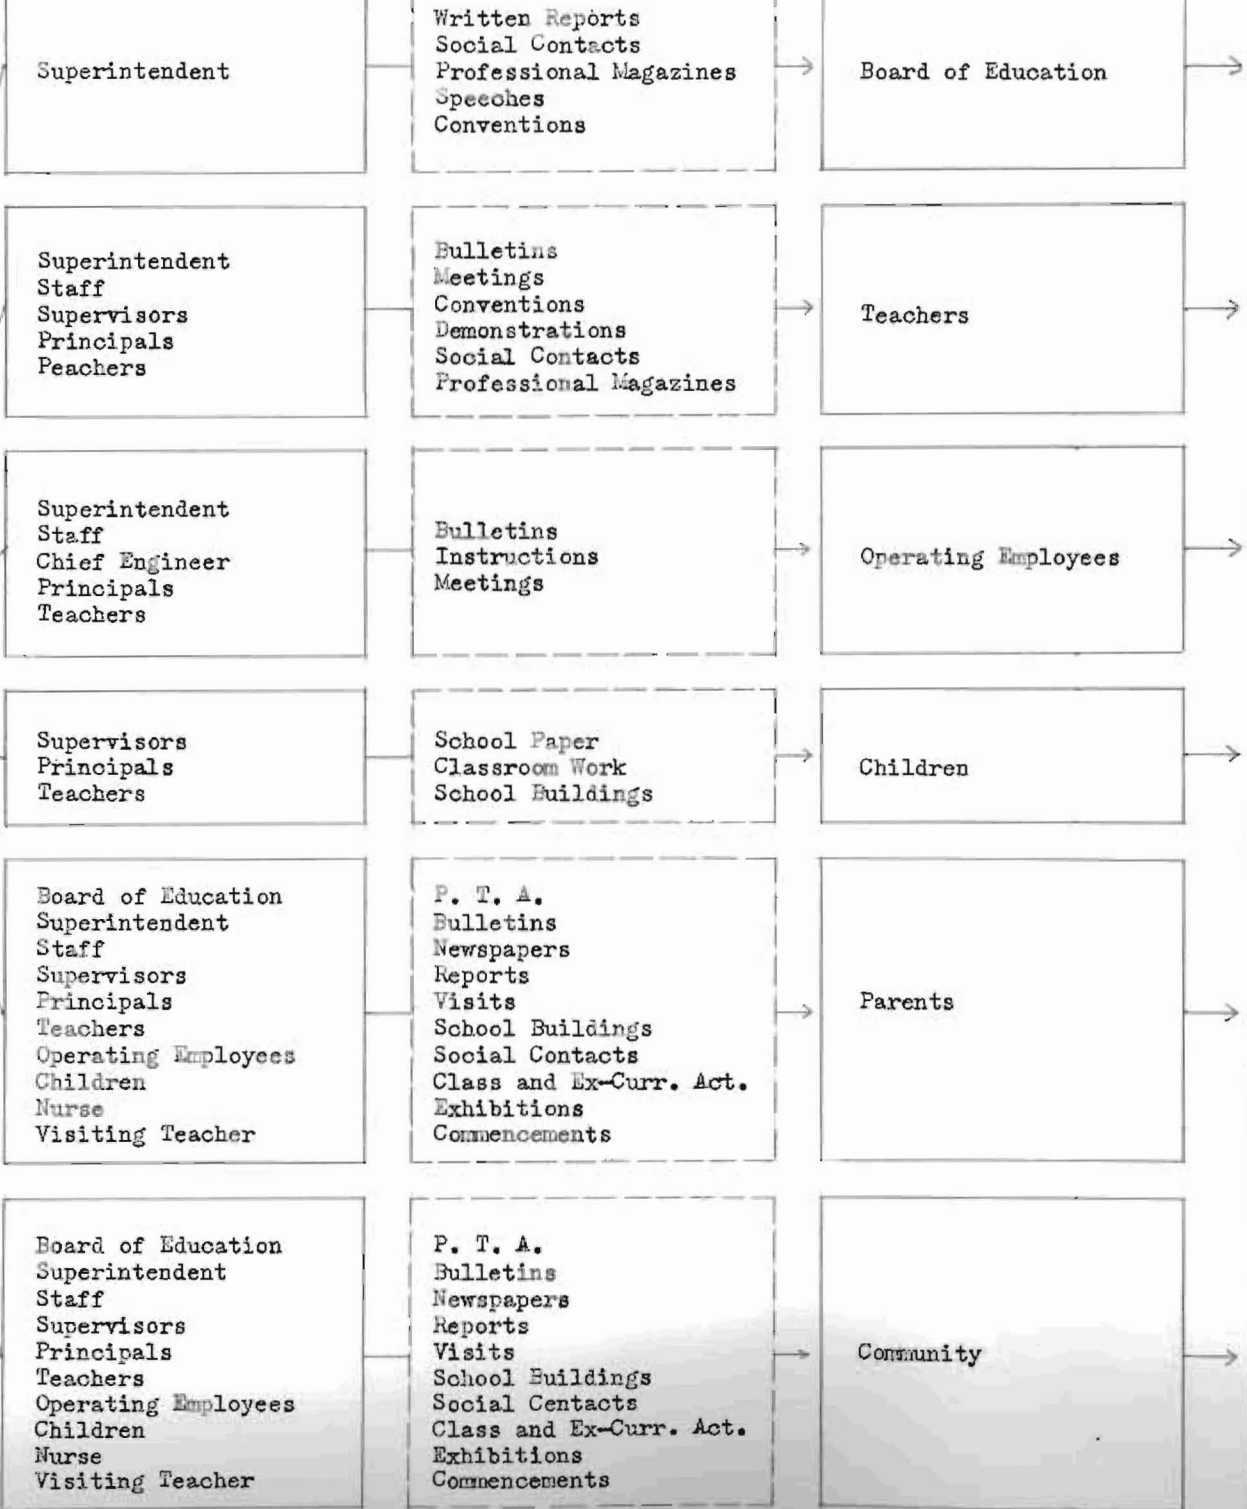 Superintendent
Written Reports
Social Contacts
Professional Magazines
Speeches
Conventions
Board of Education
Superintendent
Staff
Supervisors
Principals
Peachers
Bulletins
Meetings
Conventions
Demonstrations
Social Contacts
Professional Magazines
Teachers
Superintendent
Staff
Chief Engineer
Principals
Teachers
Bulletins
Instructions
Meetings
Operating Employees
Supervisors
Principals
Teachers
School Paper
Classroom Work
School Buildings
Children
Board of Education
Superintendent
Staff
Supervisors
Principals
Teachers
Operating Employees
Children
Nurse
Visiting Teacher
P. T. A.
Bulletins
Newspapers
Reports
Visits
School Buildings
Social Contacts
Class and Ex-Curr. Act.
Exhibitions
Commencements
Parents
Board of Education
Superintendent
Staff
Supervisors
Principals
Teachers
Operating Employees
Children
Nurse
Visiting Teacher
P. T. A.
Bulletins
Newspapers
Reports
Visits
School Buildings
Social Centacts
Class and Ex-Curr. Act.
Exhibitions
Commencements
Community